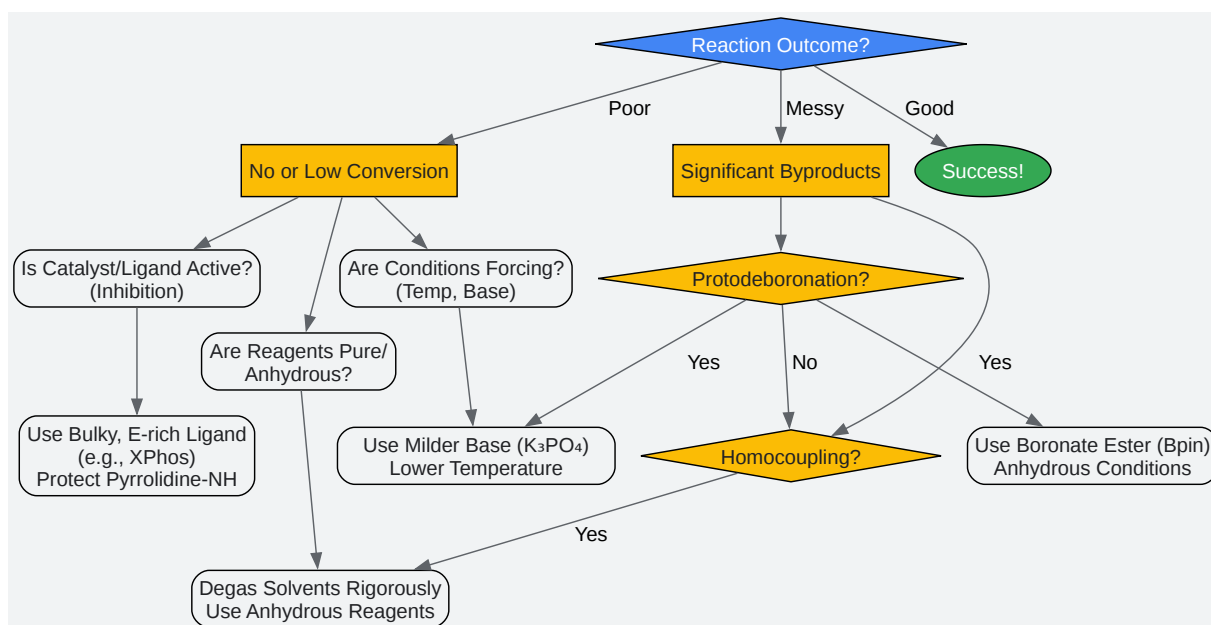 Reaction Outcome?
Poor
Messy
Good
No or Low Conversion
Significant Byproducts
Success!
Is Catalyst/Ligand Active?
(Inhibition)
Are Conditions Forcing?
(Temp, Base)
Protodeboronation?
Are Reagents Pure/
Anhydrous?
Yes
No
Yes
Use Bulky, E-rich Ligand
(e.g., XPhos)
Protect Pyrrolidine-NH
Use Milder Base (K₃PO₄)
Lower Temperature
Homocoupling?
Use Boronate Ester (Bpin)
Anhydrous Conditions
Yes
Degas Solvents Rigorously
Use Anhydrous Reagents